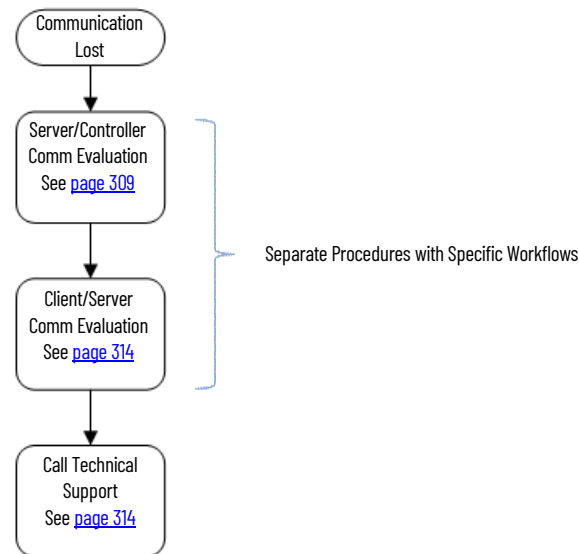 Communication
Lost
Server/Controller
Comm Evaluation
See page 309
Separate Procedures with Specific Workflows
Client/Server
Comm Evaluation
See page 314
Call Technical
Support
See page 314